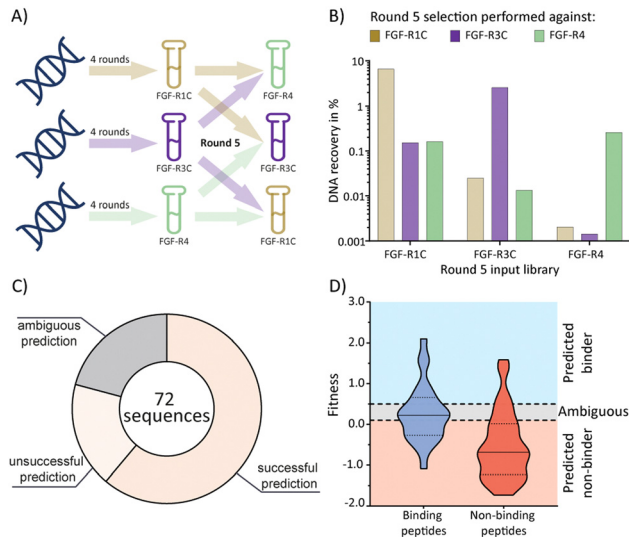 A)
4 rounds
FGF-R1C
FGF-R4
4 rounds
FGF-R3C
Round 5
FGF-R3C
4 rounds
FGF-R4
FGF-R1C
B)
Round 5 selection performed against:
FGF-R1C
FGF-R3C
FGF-R4
DNA recovery in %
10
1
0.1
0.01
0.001
FGF-R1C
FGF-R3C
FGF-R4
Round 5 input library
C)
ambiguous
prediction
72
sequences
unsuccessful
prediction
successful
prediction
D)
Fitness
3.0
2.0
1.0
0.0
-1.0
-2.0
Predicted
binder
Ambiguous
Predicted
non-binder
Binding
peptides
Non-binding
peptides